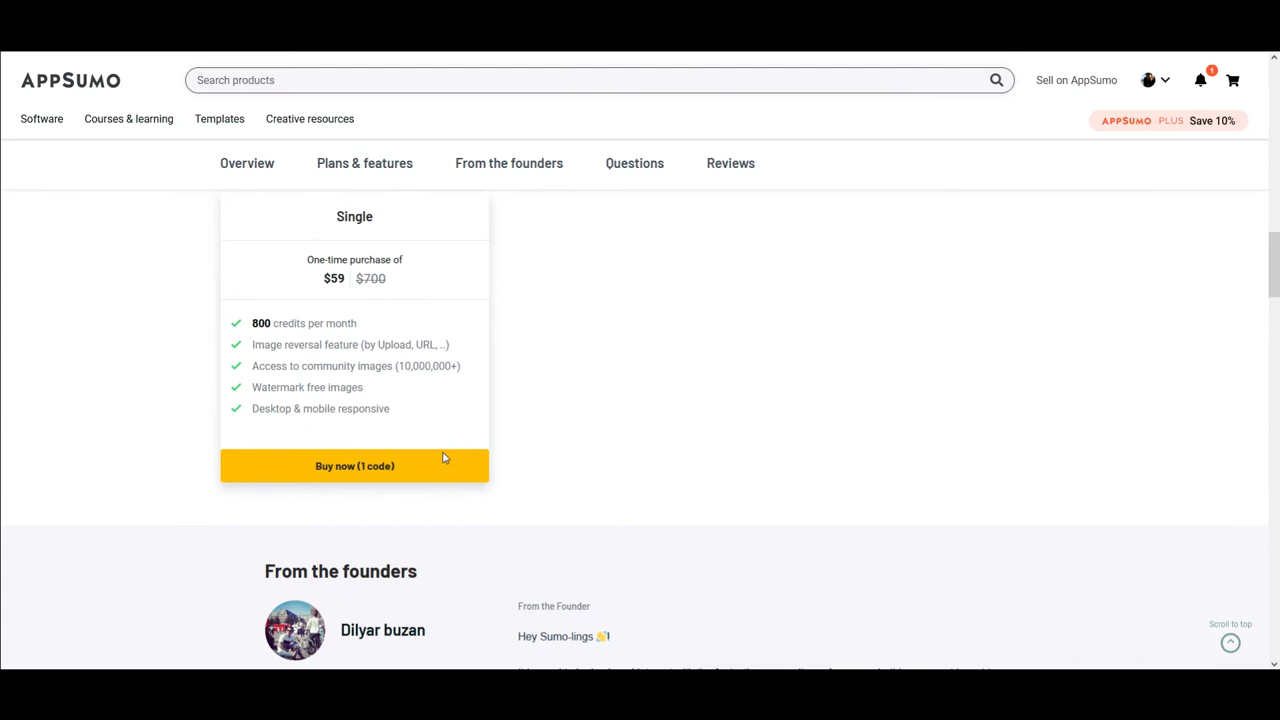 APPSUMO
Search products
Sell on AppSumo
1
Software
Courses & learning
Templates
Creative resources
APPSUMO PLUS Save 10%
Overview
Plans & features
From the founders
Questions
Reviews
Single
One-time purchase of
$59 $700
800 credits per month
Image reversal feature (by Upload, URL, ..)
Access to community images (10,000,000+)
Watermark free images
Desktop & mobile responsive
Buy now (1 code)
From the founders
Dilyar buzan
From the Founder
Hey Sumo-lings 👋!
Scroll to top